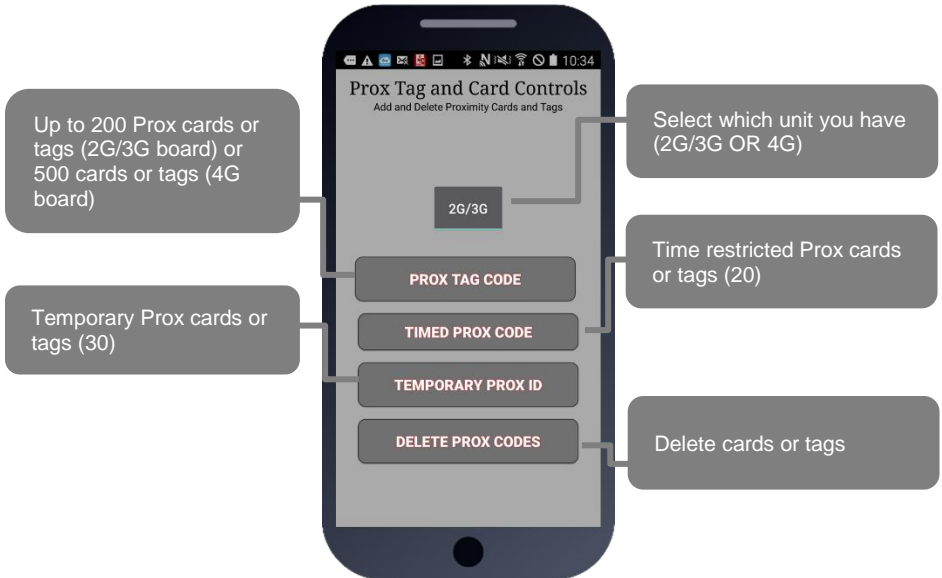 10:34
Prox Tag and Card Controls
Add and Delete Proximity Cards and Tags
Up to 200 Prox cards or
tags (2G/3G board) or
500 cards or tags (4G
board)
Select which unit you have
(2G/3G OR 4G)
2G/3G
Time restricted Prox cards
or tags (20)
PROX TAG CODE
Temporary Prox cards or
tags (30)
TIMED PROX CODE
TEMPORARY PROX ID
DELETE PROX CODES
Delete cards or tags